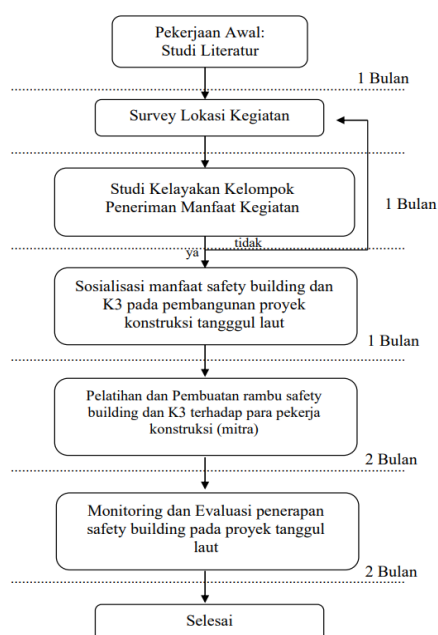 Pekerjaan Awal:
Studi Literatur
1 Bulan
Survey Lokasi Kegiatan
Studi Kelayakan Kelompok
Peneriman Manfaat Kegiatan
1 Bulan
tidak
ya
Sosialisasi manfaat safety building dan
K3 pada pembangunan proyek
konstruksi tangggul laut
1 Bulan
Pelatihan dan Pembuatan rambu safety
building dan K3 terhadap para pekerja
konstruksi (mitra)
2 Bulan
Monitoring dan Evaluasi penerapan
safety building pada proyek tanggul
laut
2 Bulan
Selesai